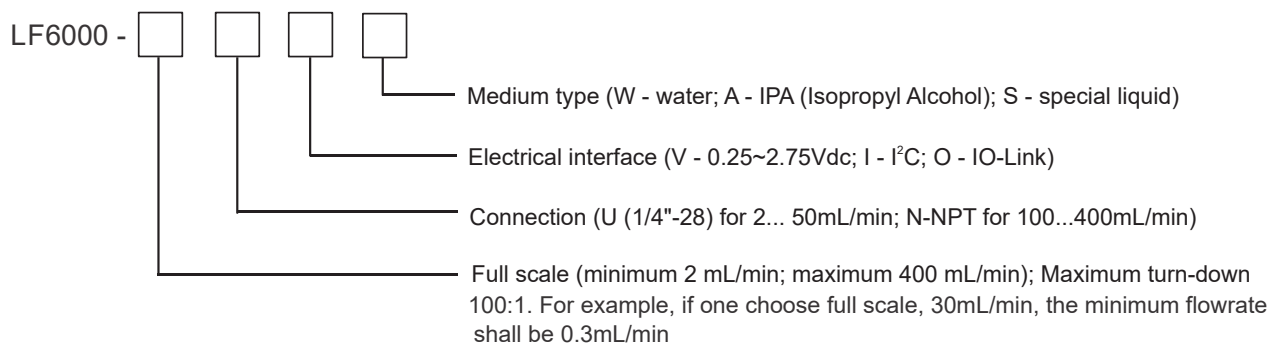 LF6000 -
Medium type (W - water; A - IPA (Isopropyl Alcohol); S - special liquid)
Electrical interface (V - 0.25~2.75Vdc; I - I²C; O - IO-Link)
Connection (U (1/4"-28) for 2... 50mL/min; N-NPT for 100...400mL/min)
Full scale (minimum 2 mL/min; maximum 400 mL/min); Maximum turn-down
100:1. For example, if one choose full scale, 30mL/min, the minimum flowrate
shall be 0.3mL/min